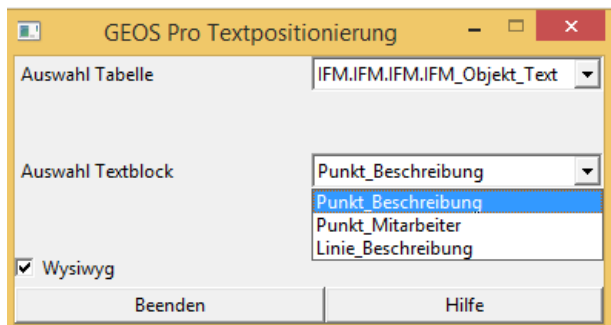 GEOS Pro Textpositionierung
Auswahl Tabelle
IFM.IFM.IFM.IFM_Objekt_Text
Auswahl Textblock
Punkt_Beschreibung
Punkt_Beschreibung
Punkt_Mitarbeiter
Linie_Beschreibung
Wysiwyg
Beenden
Hilfe